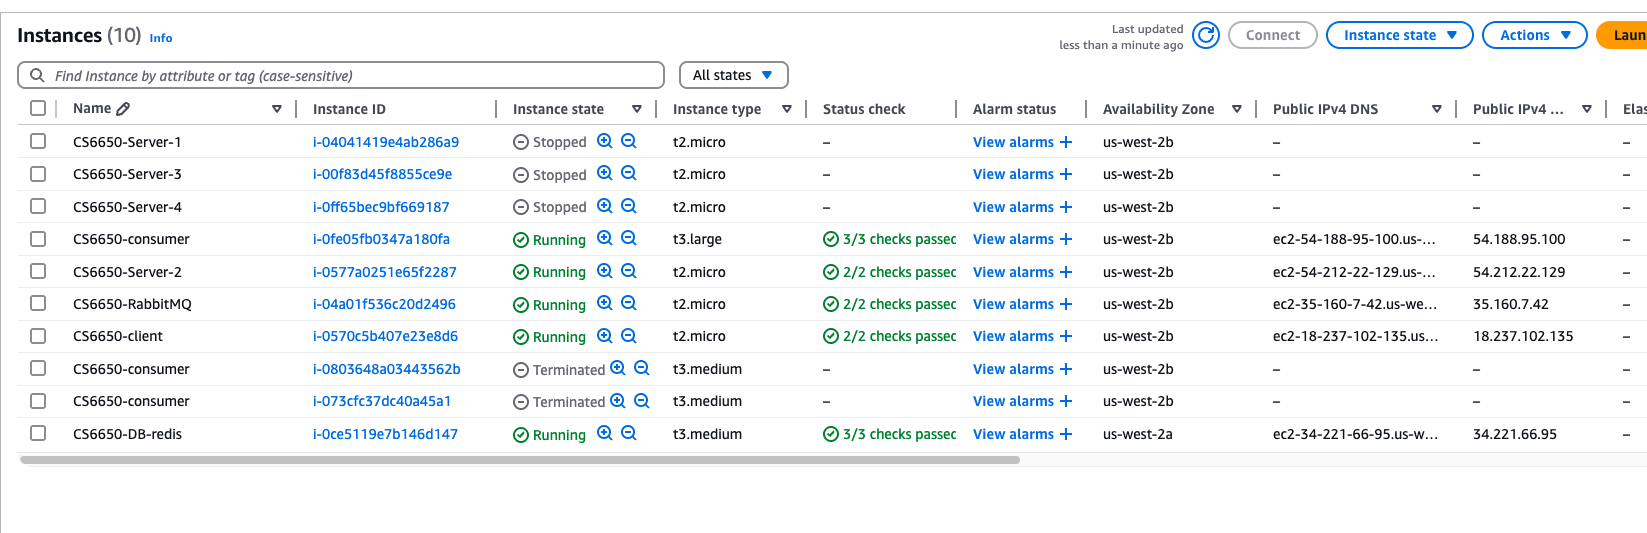 Instances (10) Info
Last updated
less than a minute ago
Connect Instance state Actions Laun
Find Instance by attribute or tag (case-sensitive) All states
Name Instance ID Instance state Instance type Status check Alarm status Availability Zone Public IPv4 DNS Public IPv4 ... Elas
CS6650-Server-1 i-04041419e4ab286a9 Stopped t2.micro – View alarms + us-west-2b – – –
CS6650-Server-3 i-00f83d45f8855ce9e Stopped t2.micro – View alarms + us-west-2b – – –
CS6650-Server-4 i-0ff65bec9bf669187 Stopped t2.micro – View alarms + us-west-2b – – –
CS6650-consumer i-0fe05fb0347a180fa Running t3.large 3/3 checks passed View alarms + us-west-2b ec2-54-188-95-100.us-... 54.188.95.100 –
CS6650-Server-2 i-0577a0251e65f2287 Running t2.micro 2/2 checks passed View alarms + us-west-2b ec2-54-212-22-129.us-... 54.212.22.129 –
CS6650-RabbitMQ i-04a01f536c20d2496 Running t2.micro 2/2 checks passed View alarms + us-west-2b ec2-35-160-7-42.us-we... 35.160.7.42 –
CS6650-client i-0570c5b407e23e8d6 Running t2.micro 2/2 checks passed View alarms + us-west-2b ec2-18-237-102-135.us... 18.237.102.135 –
CS6650-consumer i-0803648a03443562b Terminated t3.medium – View alarms + us-west-2b – – –
CS6650-consumer i-073cfc37dc40a45a1 Terminated t3.medium – View alarms + us-west-2b – – –
CS6650-DB-redis i-0ce5119e7b146d147 Running t3.medium 3/3 checks passed View alarms + us-west-2a ec2-34-221-66-95.us-w... 34.221.66.95 –